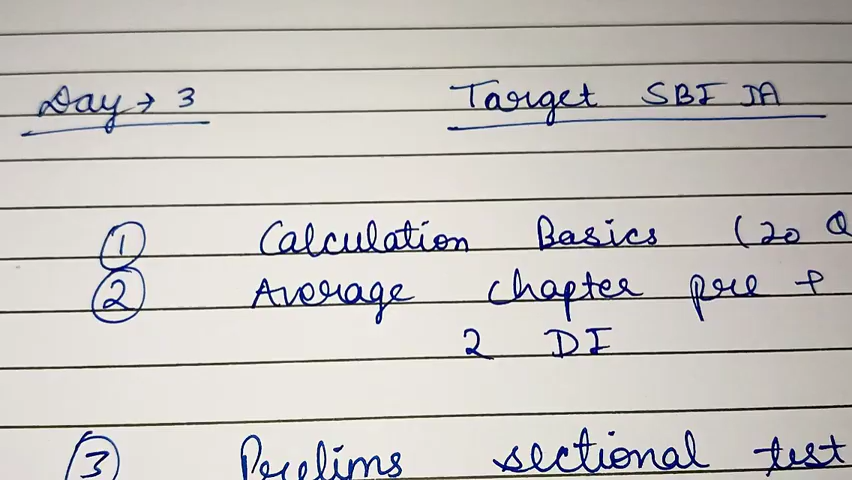 Day → 3 Target SBI JA
① Calculation Basics (20 Q
② Average chapter pre +
2 DI
③ Prelims sectional test